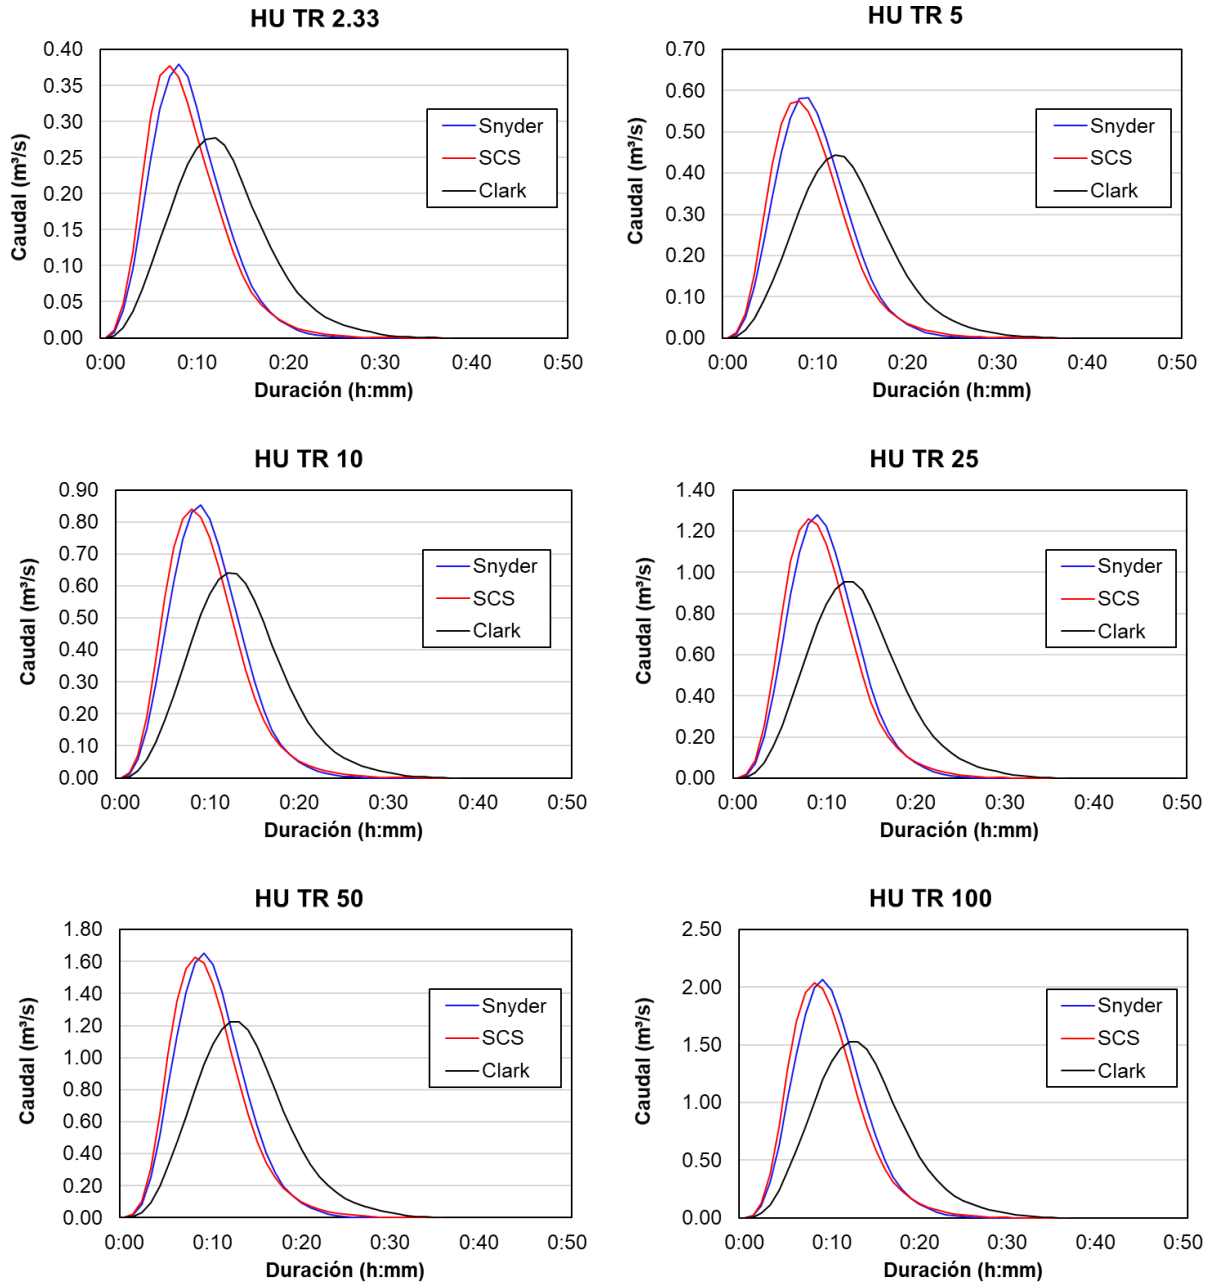 HU TR 2.33
0.40
0.35
0.30
0.25
0.20
0.15
0.10
0.05
0.00
Caudal (m³/s)
Snyder
SCS
Clark
0:00 0:10 0:20 0:30 0:40 0:50
Duración (h:mm)
HU TR 5
0.70
0.60
0.50
0.40
0.30
0.20
0.10
0.00
Caudal (m³/s)
Snyder
SCS
Clark
0:00 0:10 0:20 0:30 0:40 0:50
Duración (h:mm)
HU TR 10
0.90
0.80
0.70
0.60
0.50
0.40
0.30
0.20
0.10
0.00
Caudal (m³/s)
Snyder
SCS
Clark
0:00 0:10 0:20 0:30 0:40 0:50
Duración (h:mm)
HU TR 25
1.40
1.20
1.00
0.80
0.60
0.40
0.20
0.00
Caudal (m³/s)
Snyder
SCS
Clark
0:00 0:10 0:20 0:30 0:40 0:50
Duración (h:mm)
HU TR 50
1.80
1.60
1.40
1.20
1.00
0.80
0.60
0.40
0.20
0.00
Caudal (m³/s)
Snyder
SCS
Clark
0:00 0:10 0:20 0:30 0:40 0:50
Duración (h:mm)
HU TR 100
2.50
2.00
1.50
1.00
0.50
0.00
Caudal (m³/s)
Snyder
SCS
Clark
0:00 0:10 0:20 0:30 0:40 0:50
Duración (h:mm)